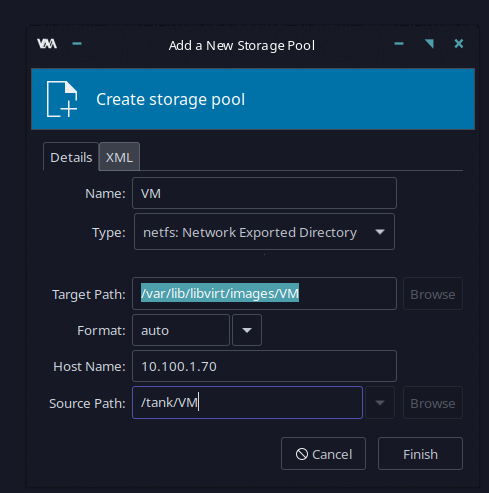 Add a New Storage Pool
Create storage pool
Details XML
Name: VM
Type: netfs: Network Exported Directory
Target Path: /var/lib/libvirt/images/VM Browse
Format: auto
Host Name: 10.100.1.70
Source Path: /tank/VM Browse
Cancel Finish